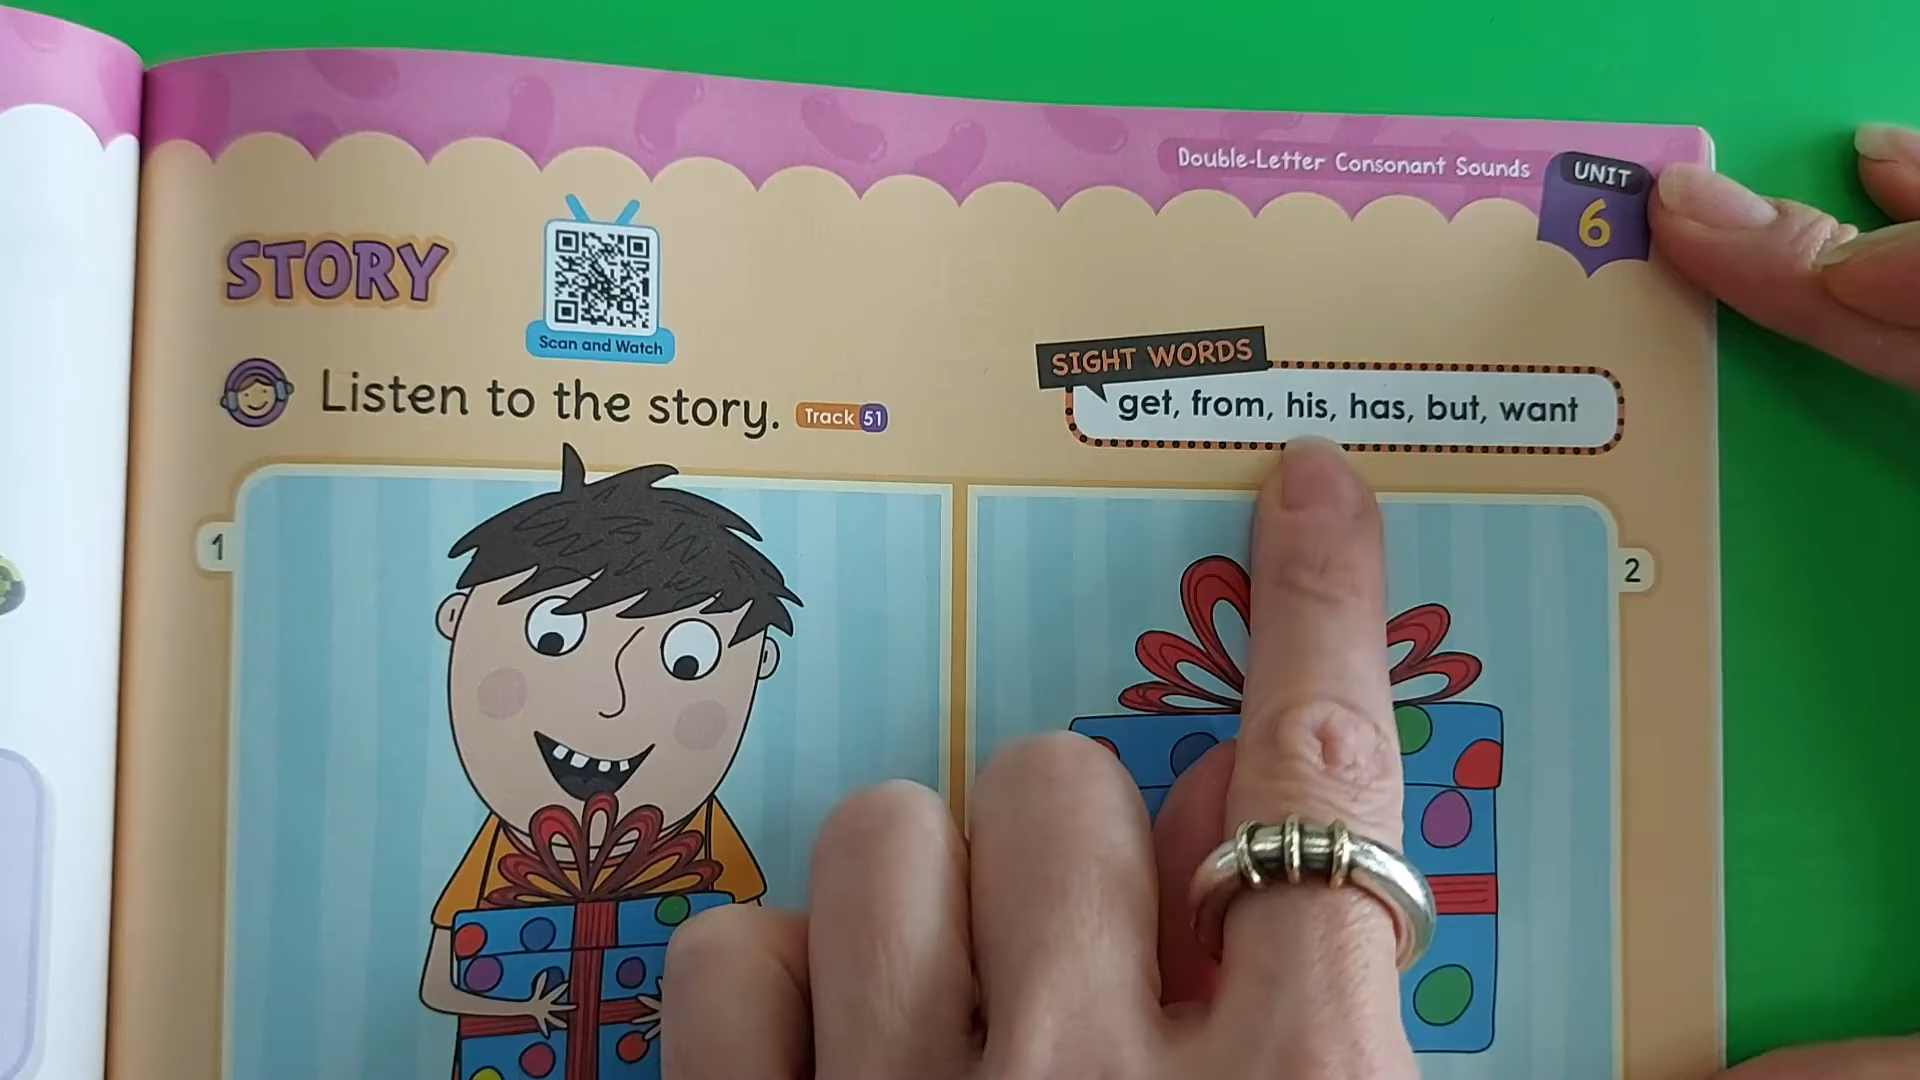 Double-Letter Consonant Sounds
UNIT
6
STORY
Scan and Watch
SIGHT WORDS
Listen to the story. Track 51
get, from, his, has, but, want
1
2